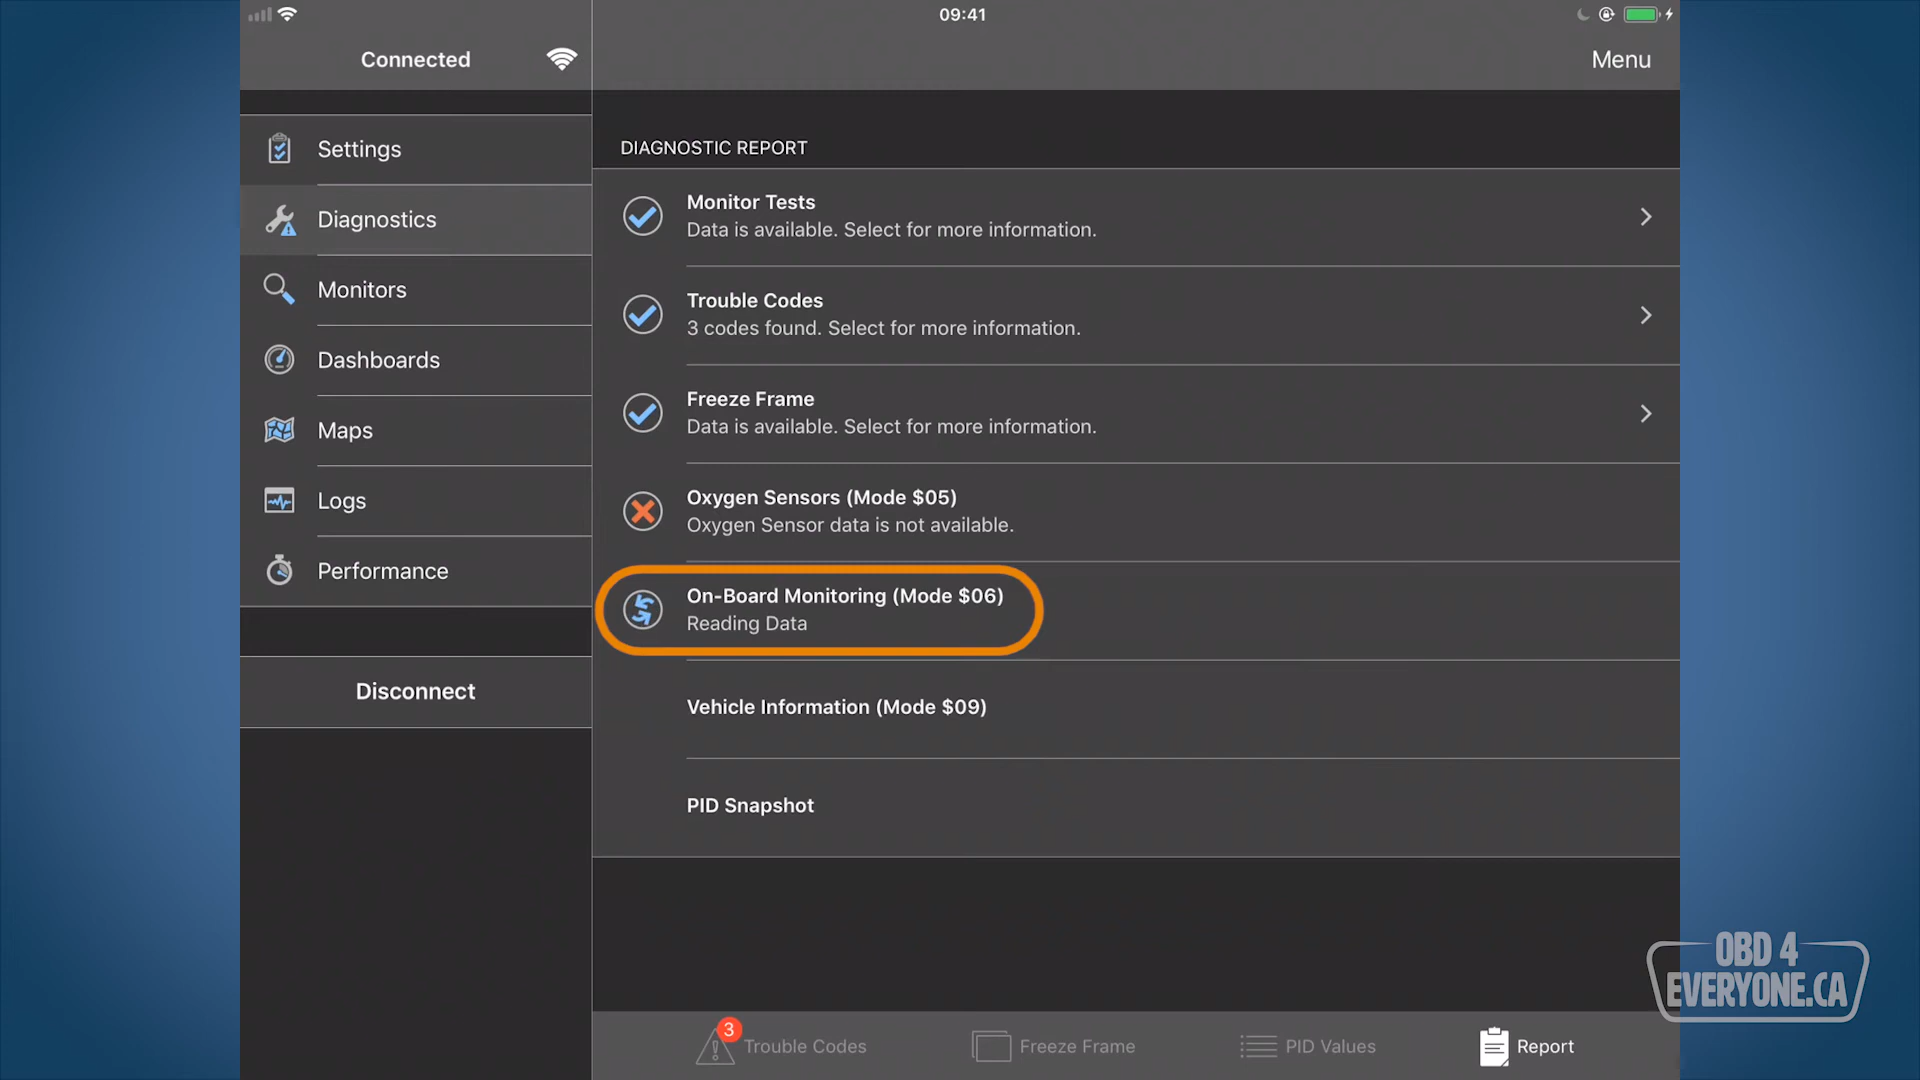 09:41
Connected
Menu
Settings
Diagnostics
Monitors
Dashboards
Maps
Logs
Performance
Disconnect
DIAGNOSTIC REPORT
Monitor Tests
Data is available. Select for more information.
Trouble Codes
3 codes found. Select for more information.
Freeze Frame
Data is available. Select for more information.
Oxygen Sensors (Mode $05)
Oxygen Sensor data is not available.
On-Board Monitoring (Mode $06)
Reading Data
Vehicle Information (Mode $09)
PID Snapshot
3
Trouble Codes
Freeze Frame
PID Values
Report
OBD 4
EVERYONE.CA